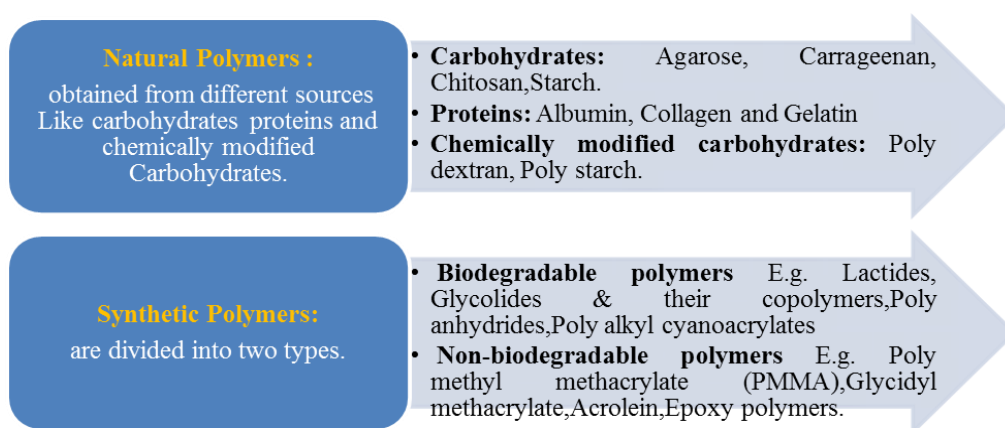 Natural Polymers :
obtained from different sources
Like carbohydrates proteins and
chemically modified
Carbohydrates.
• Carbohydrates: Agarose, Carrageenan,
Chitosan,Starch.
• Proteins: Albumin, Collagen and Gelatin
• Chemically modified carbohydrates: Poly
dextran, Poly starch.
Synthetic Polymers:
are divided into two types.
• Biodegradable polymers E.g. Lactides,
Glycolides & their copolymers,Poly
anhydrides,Poly alkyl cyanoacrylates
• Non-biodegradable polymers E.g. Poly
methyl methacrylate (PMMA),Glycidyl
methacrylate,Acrolein,Epoxy polymers.